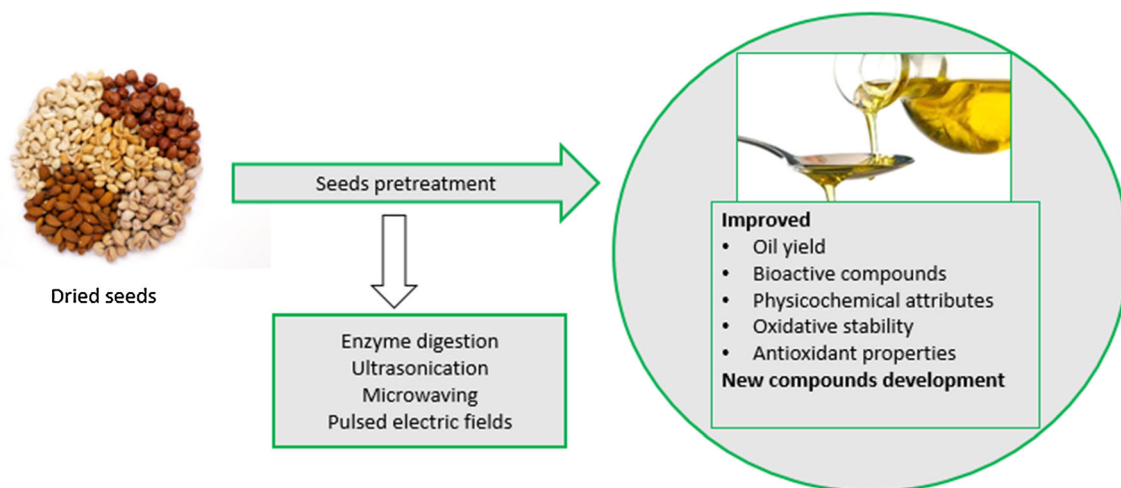 Dried seeds
Seeds pretreatment
Enzyme digestion
Ultrasonication
Microwaving
Pulsed electric fields
Improved
• Oil yield
• Bioactive compounds
• Physicochemical attributes
• Oxidative stability
• Antioxidant properties
New compounds development